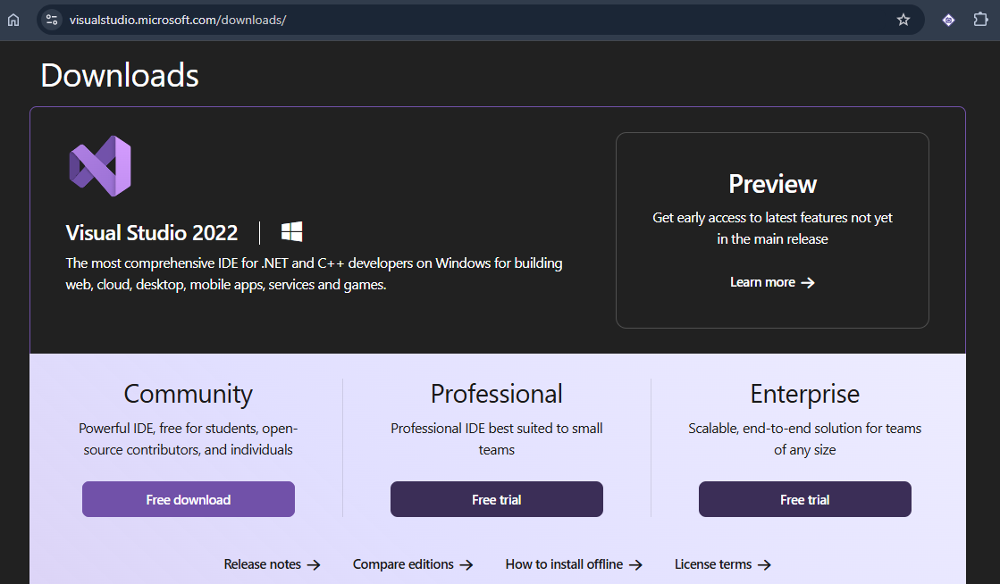 visualstudio.microsoft.com/downloads/
Downloads
Visual Studio 2022
The most comprehensive IDE for .NET and C++ developers on Windows for building
web, cloud, desktop, mobile apps, services and games.
Preview
Get early access to latest features not yet
in the main release
Learn more
Community
Powerful IDE, free for students, open-
source contributors, and individuals
Free download
Professional
Professional IDE best suited to small
teams
Free trial
Enterprise
Scalable, end-to-end solution for teams
of any size
Free trial
Release notes
Compare editions
How to install offline
License terms